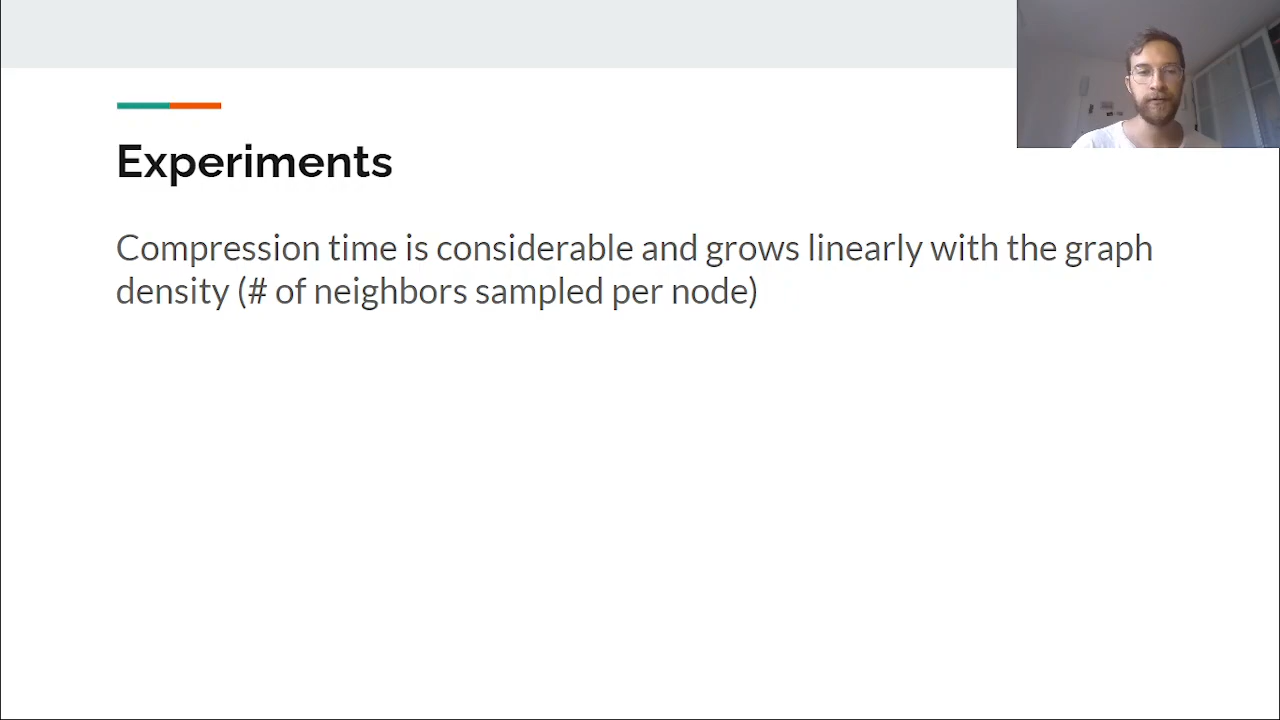 Experiments
Compression time is considerable and grows linearly with the graph
density (# of neighbors sampled per node)